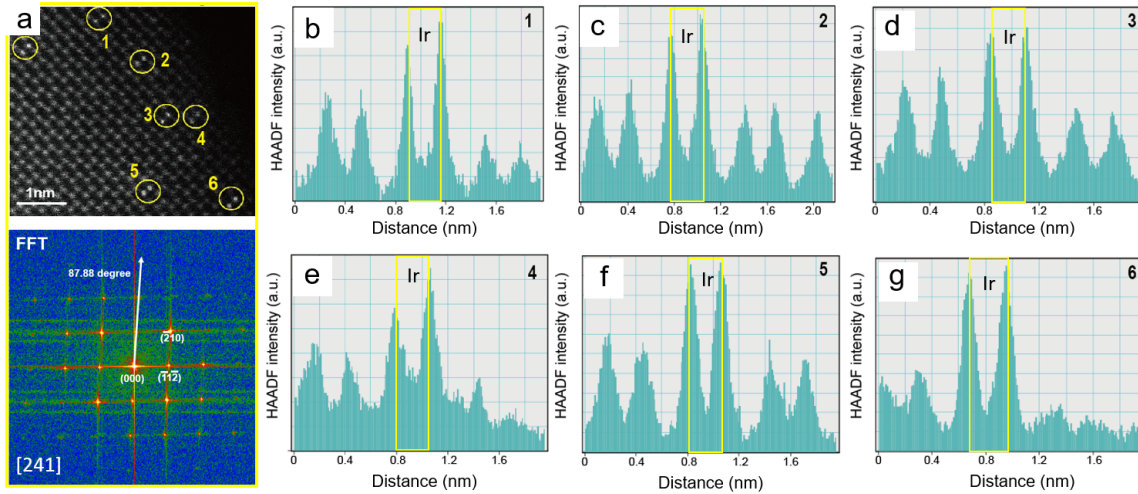 a
1
2
3
4
5
6
1nm
FFT
87.88 degree
(2̅10)
(000)
(1̅12̅)
[241]
b
Ir
1
HAADF intensity (a.u.)
0 0.4 0.8 1.2 1.6
Distance (nm)
c
Ir
2
HAADF intensity (a.u.)
0 0.4 0.8 1.2 1.6 2.0
Distance (nm)
d
Ir
3
HAADF intensity (a.u.)
0 0.4 0.8 1.2 1.6
Distance (nm)
e
Ir
4
HAADF intensity (a.u.)
0 0.4 0.8 1.2 1.6
Distance (nm)
f
Ir
5
HAADF intensity (a.u.)
0 0.4 0.8 1.2 1.6
Distance (nm)
g
Ir
6
HAADF intensity (a.u.)
0 0.4 0.8 1.2 1.6
Distance (nm)